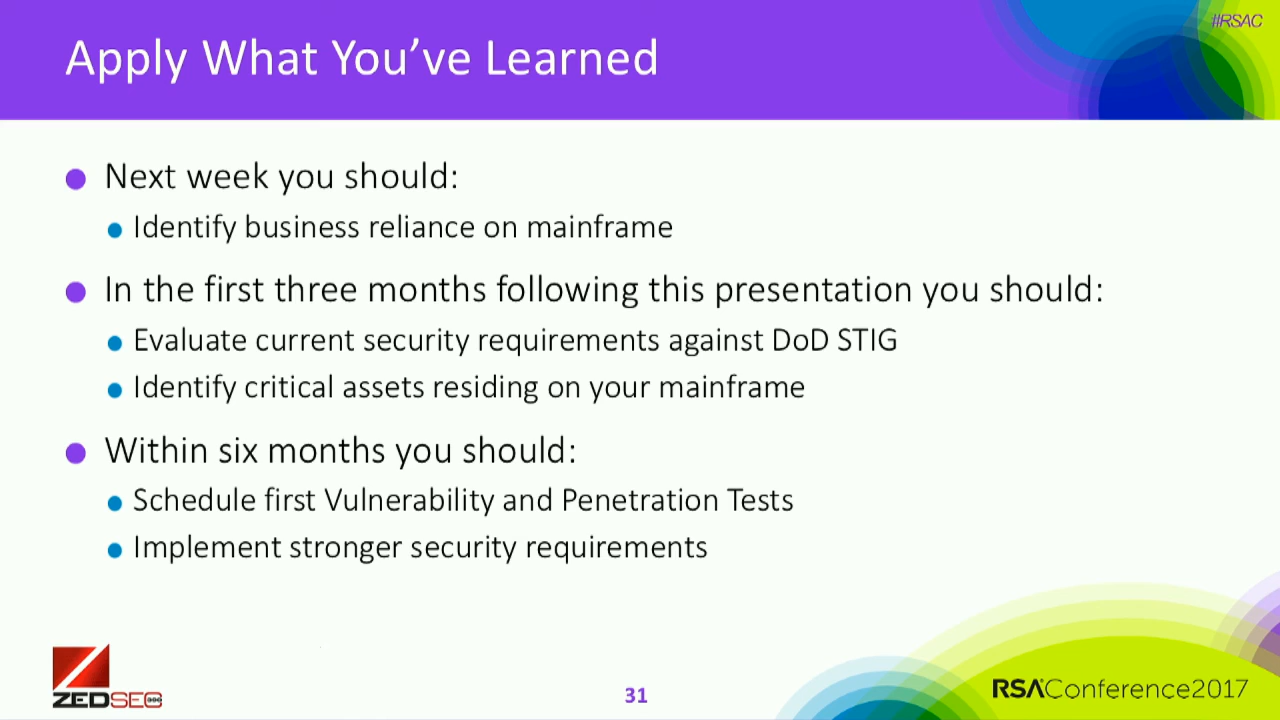 #RSAC
Apply What You’ve Learned
Next week you should:
Identify business reliance on mainframe
In the first three months following this presentation you should:
Evaluate current security requirements against DoD STIG
Identify critical assets residing on your mainframe
Within six months you should:
Schedule first Vulnerability and Penetration Tests
Implement stronger security requirements
ZEDSEC 390
31
RSAConference2017